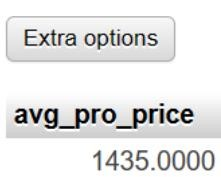 Extra options
avg_pro_price
1435.0000